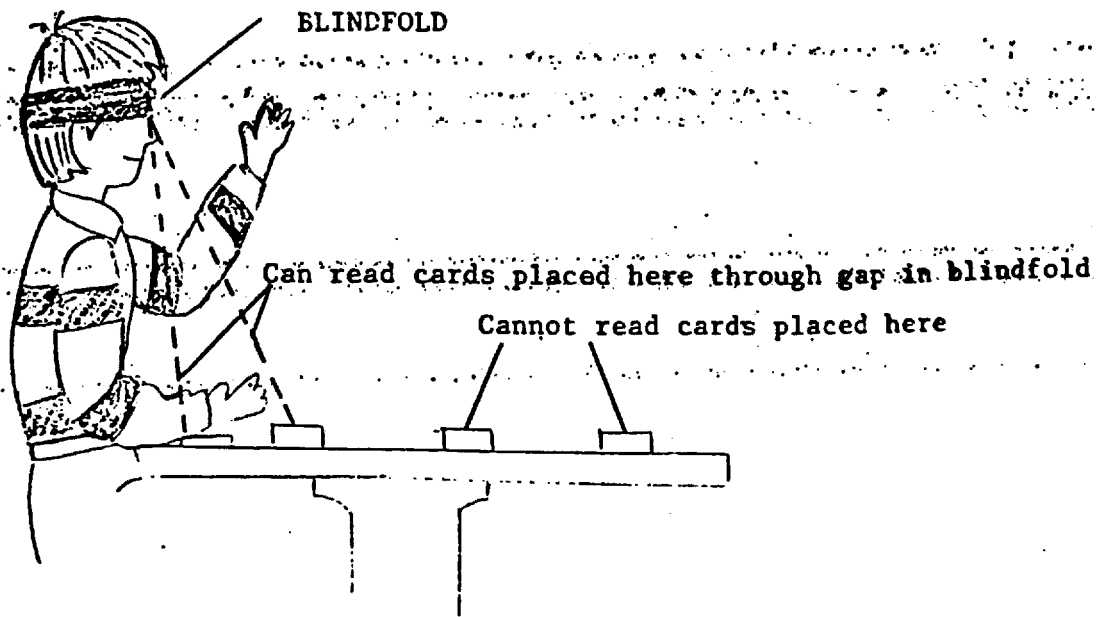 BLINDFOLD
Can read cards placed here through gap in blindfold
Cannot read cards placed here